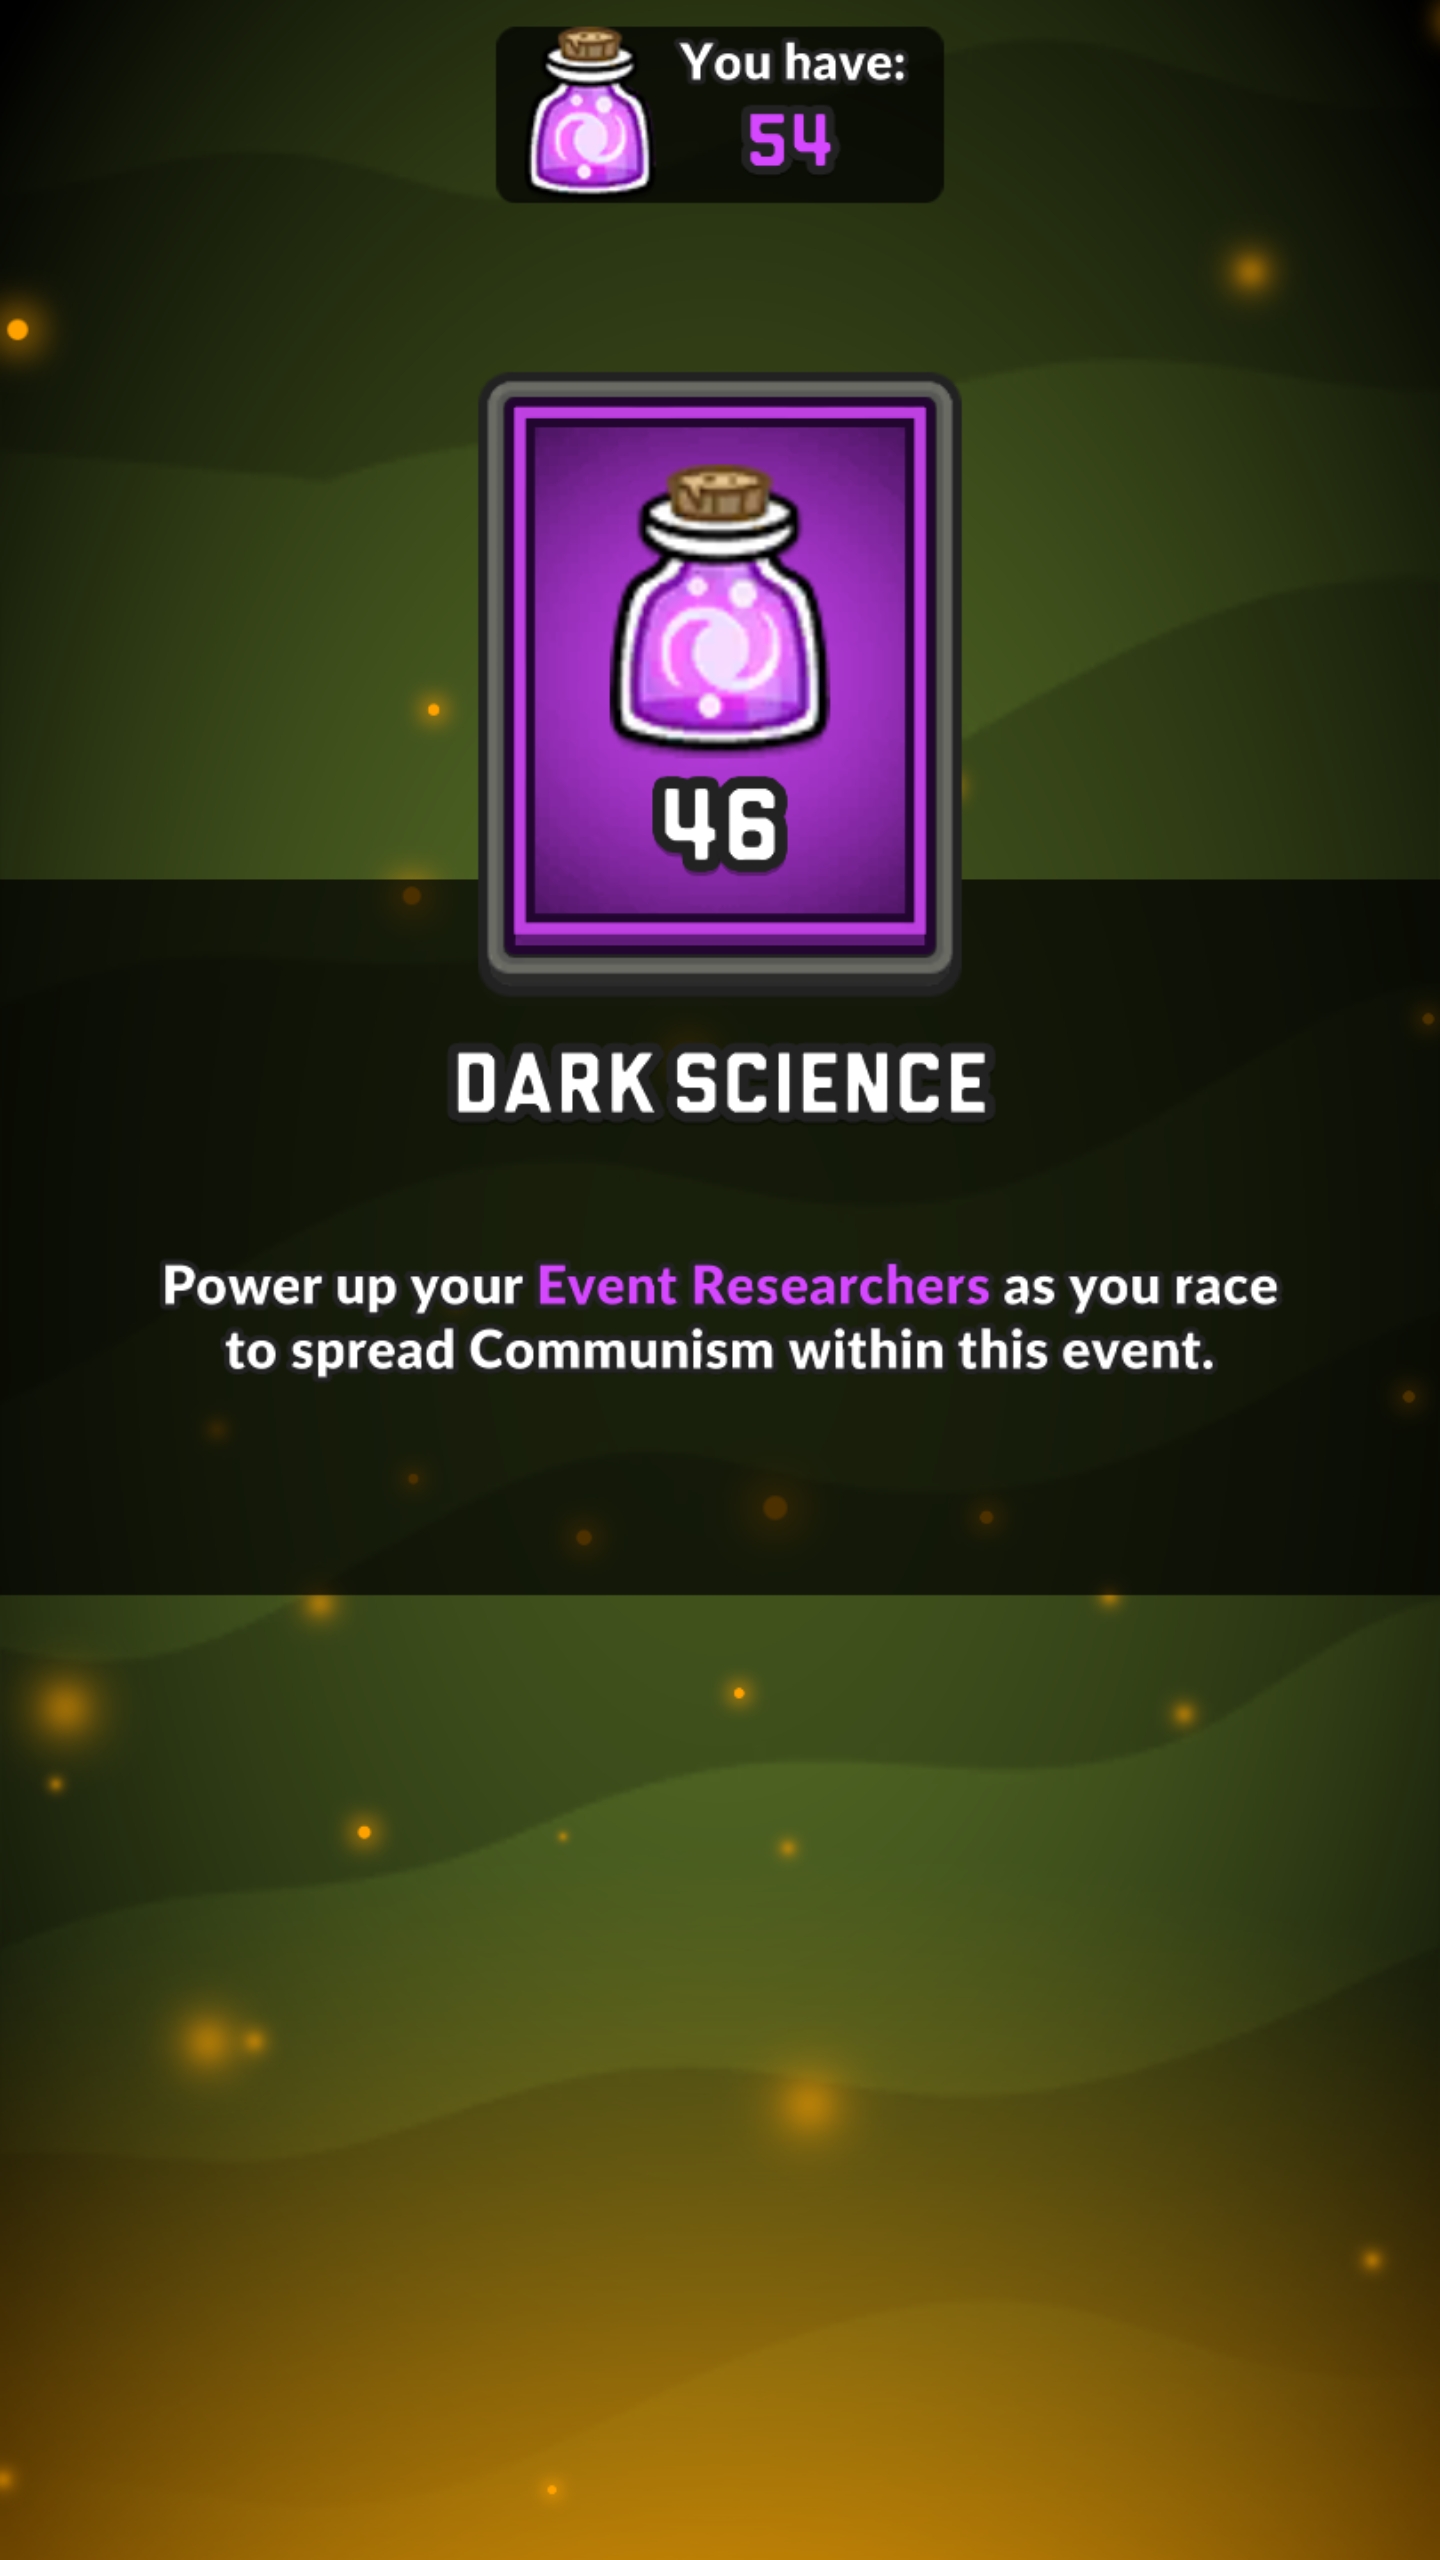 You have:
54
46
DARK SCIENCE
Power up your Event Researchers as you race
to spread Communism within this event.